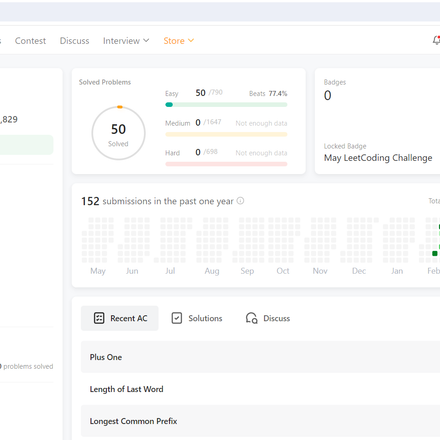 Contest Discuss Interview Store
,829
Solved Problems
50
Solved
Easy 50 /790 Beats 77.4%
Medium 0 /1647 Not enough data
Hard 0 /698 Not enough data
Badges
0
Locked Badge
May LeetCoding Challenge
152 submissions in the past one year
May Jun Jul Aug Sep Oct Nov Dec Jan Feb
Recent AC Solutions Discuss
problems solved
Plus One
Length of Last Word
Longest Common Prefix